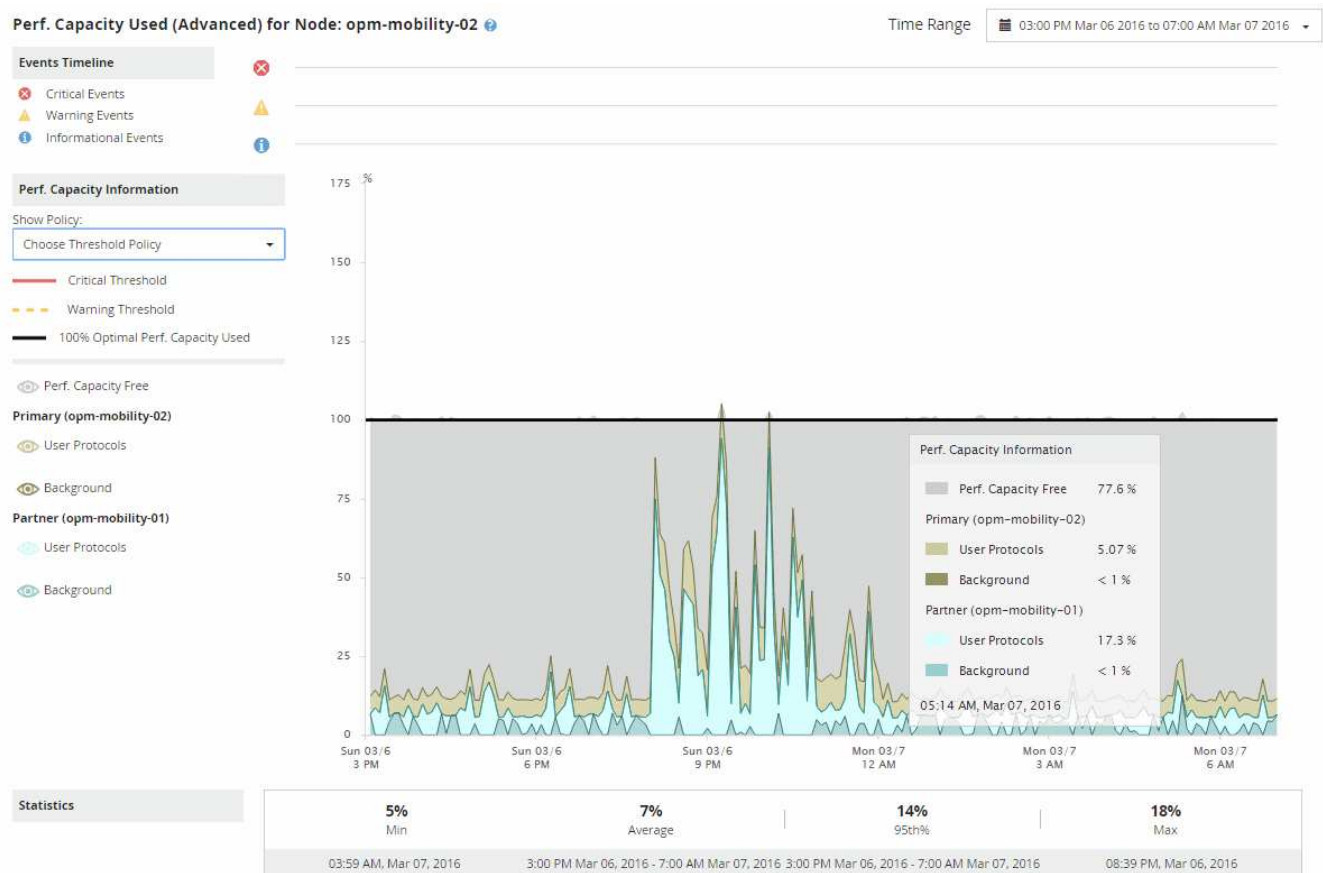 Perf. Capacity Used (Advanced) for Node: opm-mobility-02
Time Range 03:00 PM Mar 06 2016 to 07:00 AM Mar 07 2016
Events Timeline
Critical Events
Warning Events
Informational Events
Perf. Capacity Information
Show Policy:
Choose Threshold Policy
Critical Threshold
Warning Threshold
100% Optimal Perf. Capacity Used
Perf. Capacity Free
Primary (opm-mobility-02)
User Protocols
Background
Partner (opm-mobility-01)
User Protocols
Background
%
175
150
125
100
75
50
25
0
Sun 03/6 3 PM
Sun 03/6 6 PM
Sun 03/6 9 PM
Mon 03/7 12 AM
Mon 03/7 3 AM
Mon 03/7 6 AM
Perf. Capacity Information
Perf. Capacity Free 77.6 %
Primary (opm-mobility-02)
User Protocols 5.07 %
Background < 1 %
Partner (opm-mobility-01)
User Protocols 17.3 %
Background < 1 %
05:14 AM, Mar 07, 2016
Statistics
5% 7% 14% 18%
Min Average 95th% Max
03:59 AM, Mar 07, 2016 3:00 PM Mar 06, 2016 - 7:00 AM Mar 07, 2016 3:00 PM Mar 06, 2016 - 7:00 AM Mar 07, 2016 08:39 PM, Mar 06, 2016